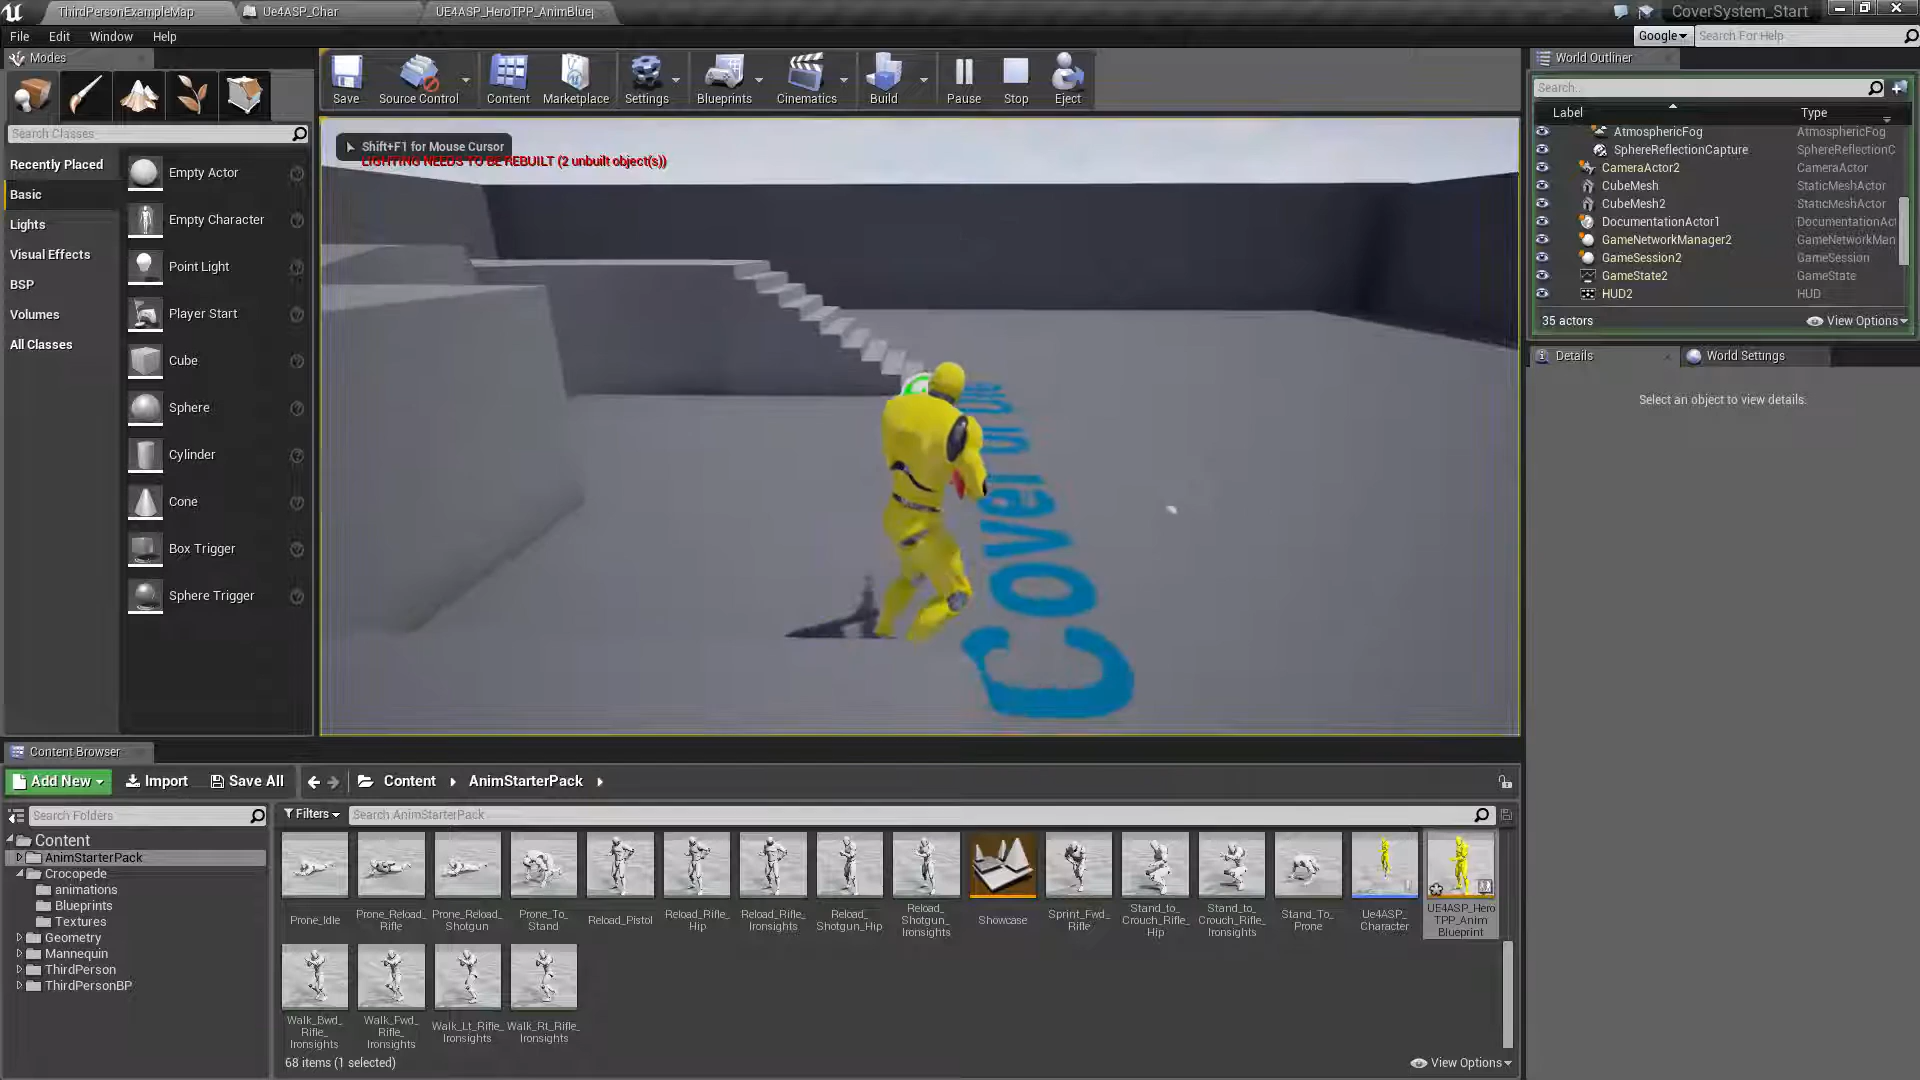 ThirdPersonExampleMap
Ue4ASP_Char
UE4ASP_HeroTPP_AnimBluep
CoverSystem_Start
File
Edit
Window
Help
Google
Search For Help
Modes
Save
Source Control
Content
Marketplace
Settings
Blueprints
Cinematics
Build
Pause
Stop
Eject
World Outliner
Search...
Label
Type
Search Classes
Recently Placed
Basic
Lights
Visual Effects
BSP
Volumes
All Classes
Empty Actor
Empty Character
Point Light
Player Start
Cube
Sphere
Cylinder
Cone
Box Trigger
Sphere Trigger
Shift+F1 for Mouse Cursor
LIGHTING NEEDS TO BE REBUILT (2 unbuilt object(s))
Cover
AtmosphericFog AtmosphericFog
SphereReflectionCapture SphereReflectionC
CameraActor2 CameraActor
CubeMesh StaticMeshActor
CubeMesh2 StaticMeshActor
DocumentationActor1 DocumentationAct
GameNetworkManager2 GameNetworkMan
GameSession2 GameSession
GameState2 GameState
HUD2 HUD
35 actors
View Options
Details
World Settings
Select an object to view details.
Content Browser
Add New
Import
Save All
Content
AnimStarterPack
Search Folders
Filters
Search AnimStarterPack
Content
AnimStarterPack
Crocopede
animations
Blueprints
Textures
Geometry
Mannequin
ThirdPerson
ThirdPersonBP
Prone_Idle
Prone_Reload_
Rifle
Prone_Reload_
Shotgun
Prone_To_
Stand
Reload_Pistol
Reload_Rifle_
Hip
Reload_Rifle_
Ironsights
Reload_
Shotgun_Hip
Reload_
Shotgun_
Ironsights
Showcase
Sprint_Fwd_
Rifle
Stand_to_
Crouch_Rifle_
Hip
Stand_to_
Crouch_Rifle_
Ironsights
Stand_To_
Prone
Ue4ASP_
Character
UE4ASP_Hero
TPP_Anim
Blueprint
Walk_Bwd_
Rifle_
Ironsights
Walk_Fwd_
Rifle_
Ironsights
Walk_Lt_Rifle_
Ironsights
Walk_Rt_Rifle_
Ironsights
68 items (1 selected)
View Options